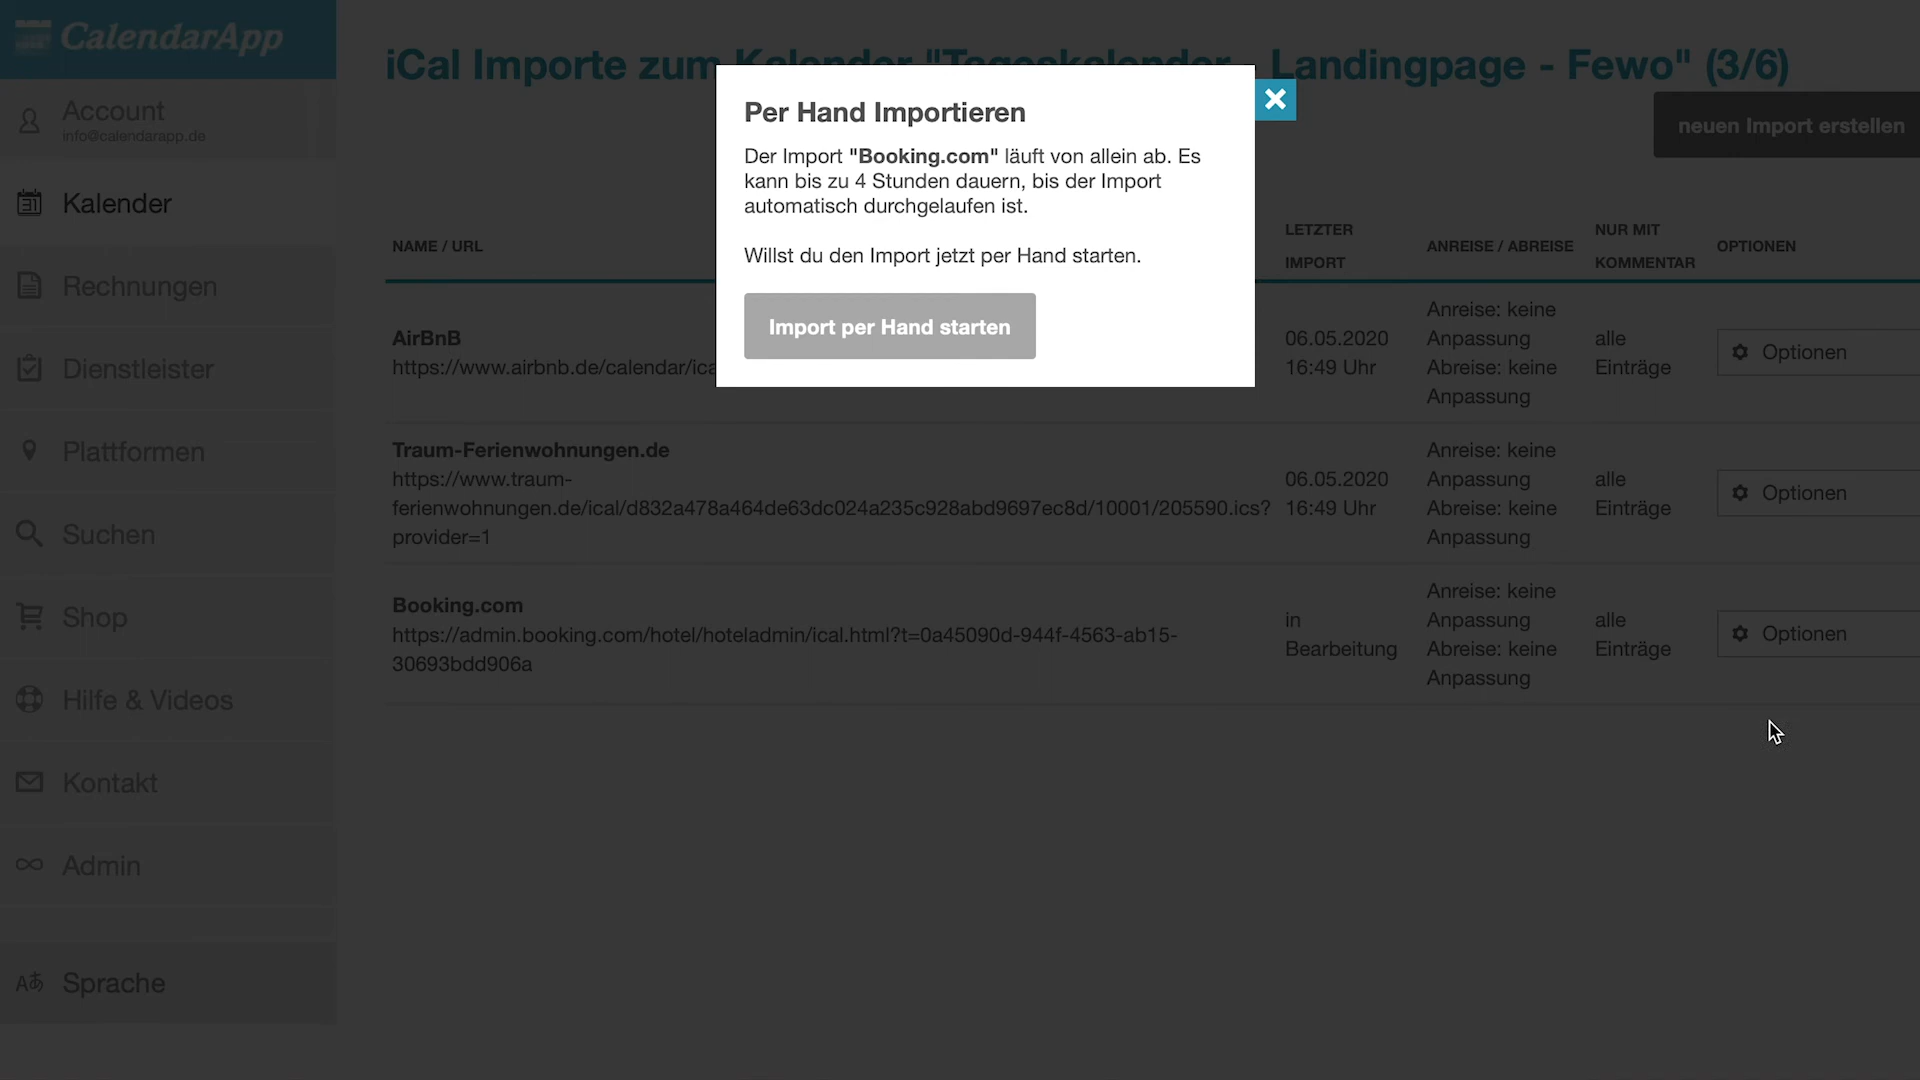 CalendarApp
Account
info@calendarapp.de
Kalender
Rechnungen
Dienstleister
Plattformen
Suchen
Shop
Hilfe & Videos
Kontakt
Admin
Sprache
iCal Importe zum Kalender "Tageskalender - Landingpage - Fewo" (3/6)
neuen Import erstellen
Per Hand Importieren
Der Import "Booking.com" läuft von allein ab. Es
kann bis zu 4 Stunden dauern, bis der Import
automatisch durchgelaufen ist.
Willst du den Import jetzt per Hand starten.
Import per Hand starten
NAME / URL
LETZTER
IMPORT
ANREISE / ABREISE
NUR MIT
KOMMENTAR
OPTIONEN
AirBnB
https://www.airbnb.de/calendar/ica
06.05.2020
16:49 Uhr
Anreise: keine
Anpassung
Abreise: keine
Anpassung
alle
Einträge
Optionen
Traum-Ferienwohnungen.de
https://www.traum-
ferienwohnungen.de/ical/d832a478a464de63dc024a235c928abd9697ec8d/10001/205590.ics?
provider=1
06.05.2020
16:49 Uhr
Anreise: keine
Anpassung
Abreise: keine
Anpassung
alle
Einträge
Optionen
Booking.com
https://admin.booking.com/hotel/hoteladmin/ical.html?t=0a45090d-944f-4563-ab15-
30693bdd906a
in
Bearbeitung
Anreise: keine
Anpassung
Abreise: keine
Anpassung
alle
Einträge
Optionen